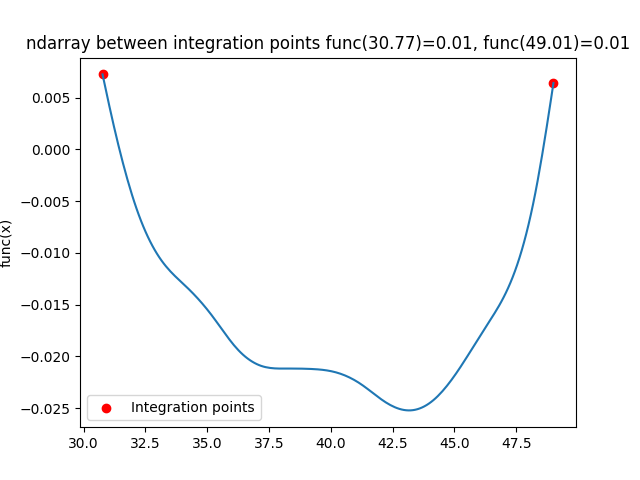 ndarray between integration points func(30.77)=0.01, func(49.01)=0.01
func(x)
0.005
0.000
−0.005
−0.010
−0.015
−0.020
−0.025
Integration points
30.0 32.5 35.0 37.5 40.0 42.5 45.0 47.5